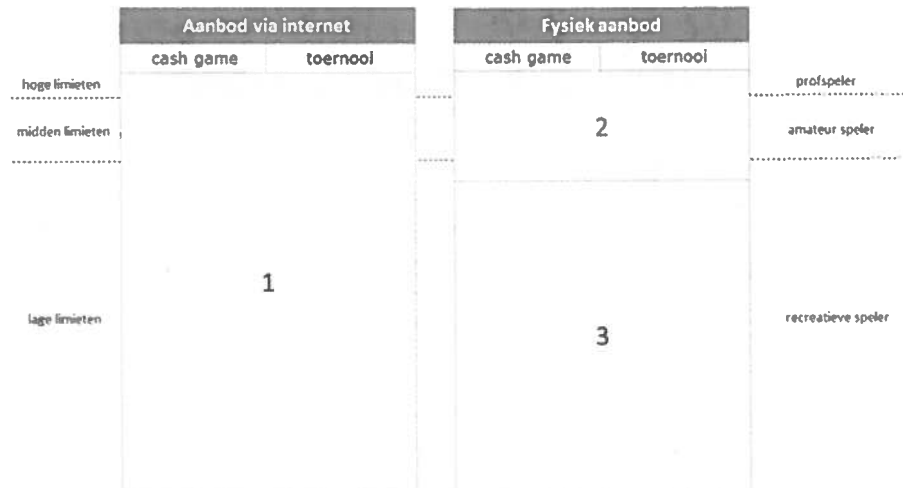 Aanbod via internet
Fysiek aanbod
cash game
toernooi
cash game
toernooi
hoge limieten
profspeler
midden limieten
2
amateur speler
1
lage limieten
3
recreatieve speler